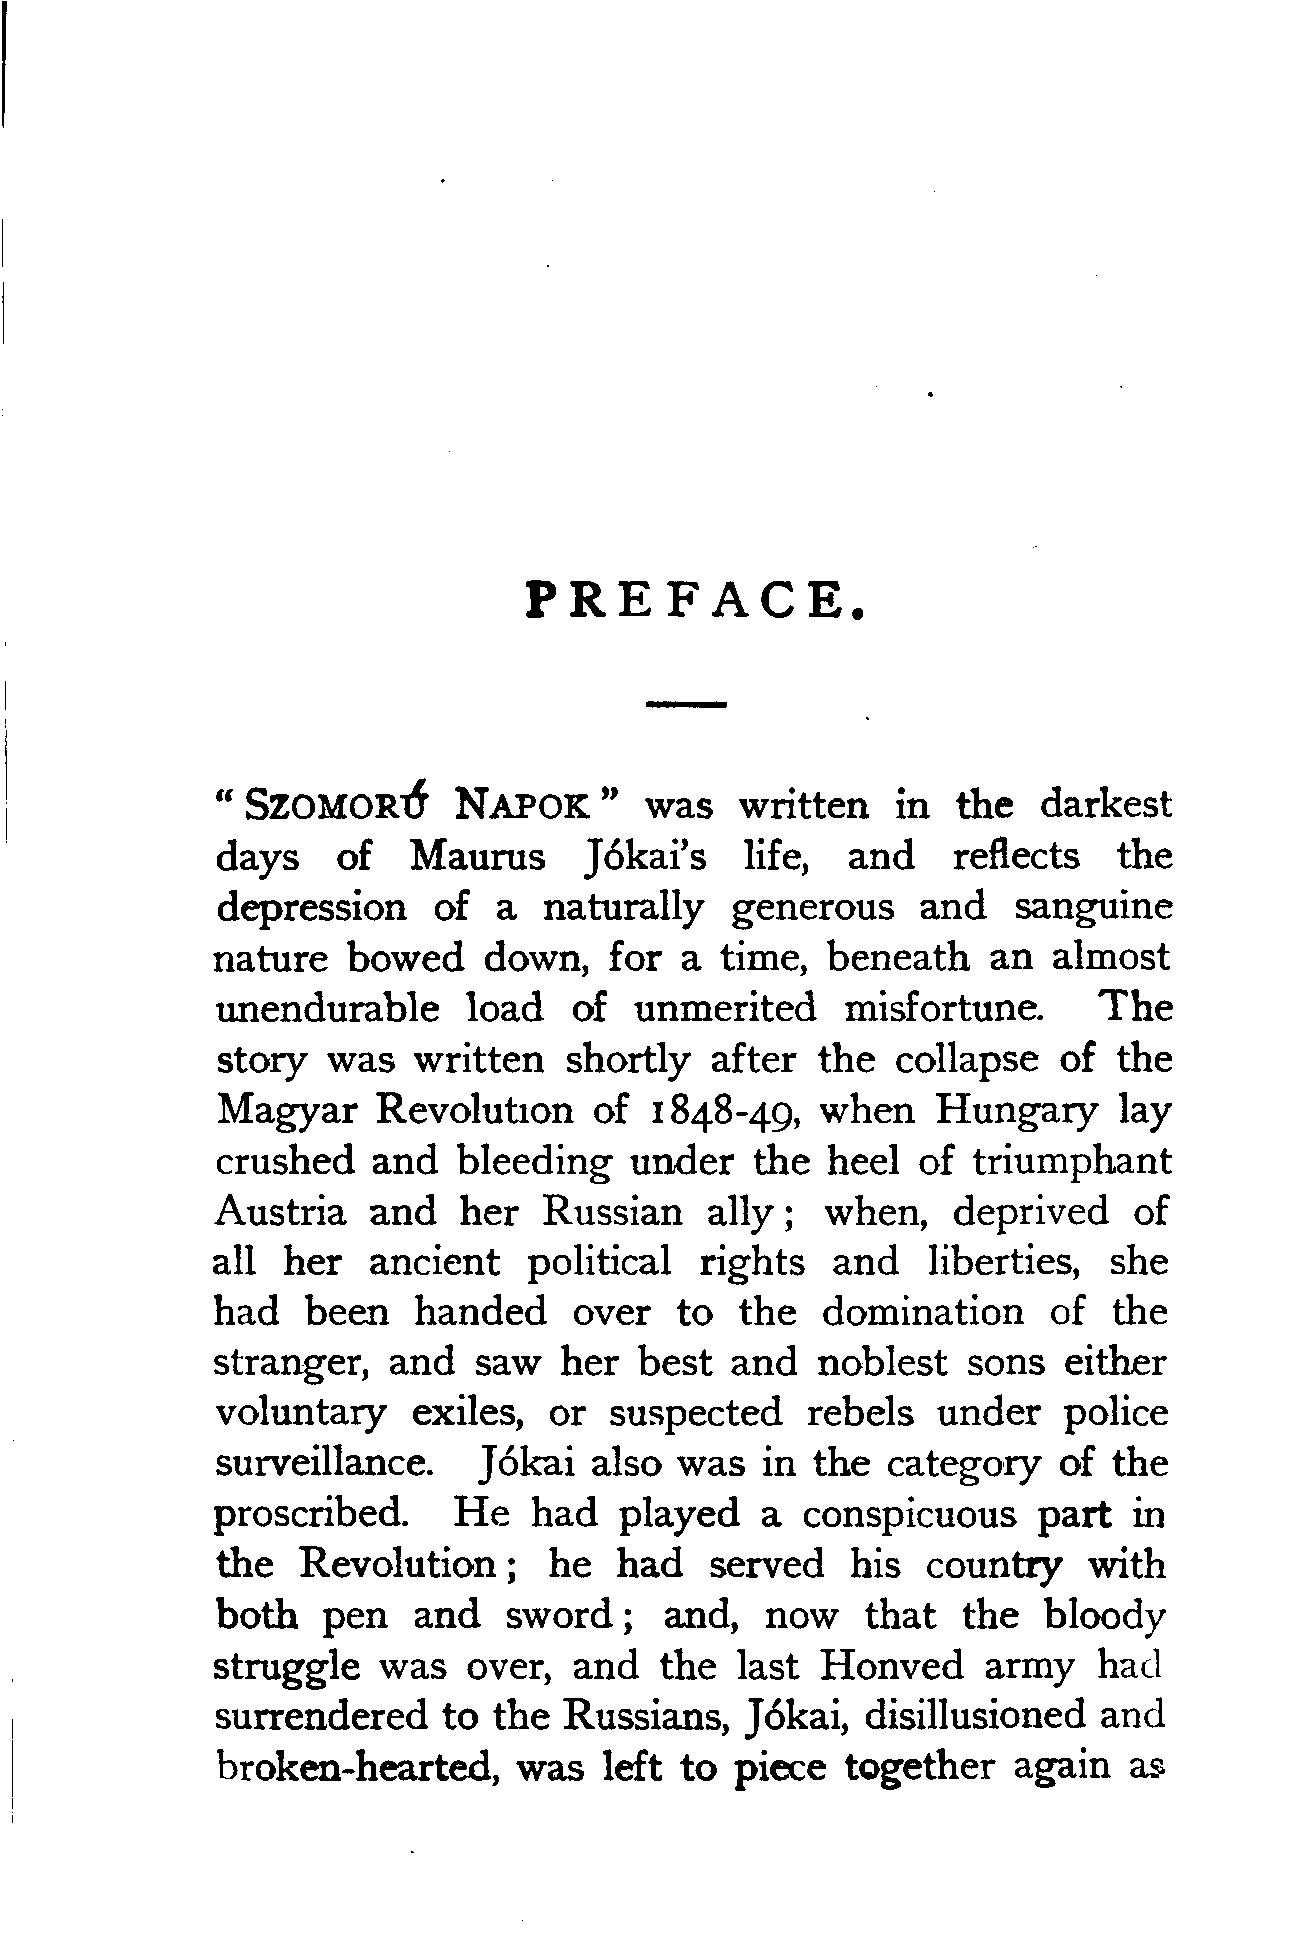 PREFACE.
“ SZOMORÚ NAPOK ” was written in the darkest
days of Maurus Jókai’s life, and reflects the
depression of a naturally generous and sanguine
nature bowed down, for a time, beneath an almost
unendurable load of unmerited misfortune. The
story was written shortly after the collapse of the
Magyar Revolution of 1848-49, when Hungary lay
crushed and bleeding under the heel of triumphant
Austria and her Russian ally ; when, deprived of
all her ancient political rights and liberties, she
had been handed over to the domination of the
stranger, and saw her best and noblest sons either
voluntary exiles, or suspected rebels under police
surveillance. Jókai also was in the category of the
proscribed. He had played a conspicuous part in
the Revolution ; he had served his country with
both pen and sword ; and, now that the bloody
struggle was over, and the last Honved army had
surrendered to the Russians, Jókai, disillusioned and
broken-hearted, was left to piece together again as